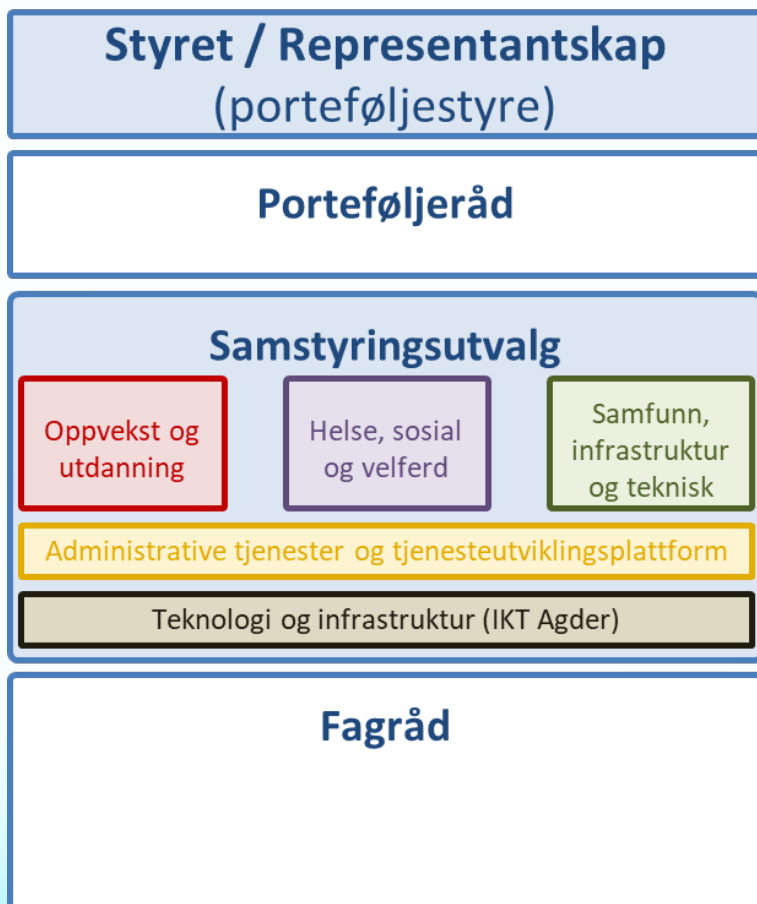 Styret / Representantskap
(porteføljestyre)
Porteføljeråd
Samstyringsutvalg
Oppvekst og
utdanning
Helse, sosial
og velferd
Samfunn,
infrastruktur
og teknisk
Administrative tjenester og tjenesteutviklingsplattform
Teknologi og infrastruktur (IKT Agder)
Fagråd